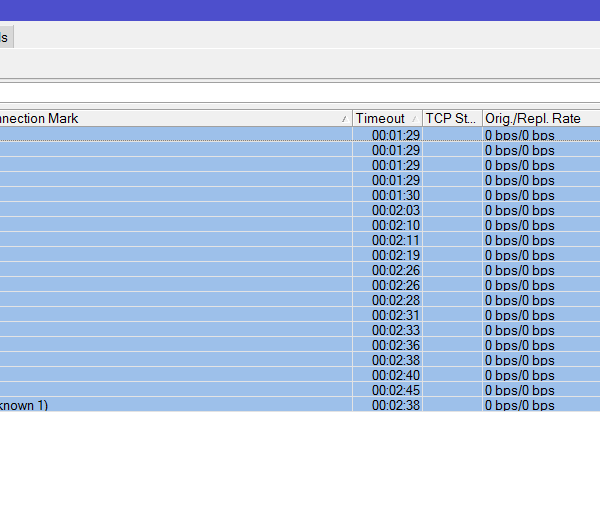 ls
nnection Mark Timeout TCP St... Orig./Repl. Rate
00:01:29 0 bps/0 bps
00:01:29 0 bps/0 bps
00:01:29 0 bps/0 bps
00:01:29 0 bps/0 bps
00:01:30 0 bps/0 bps
00:02:03 0 bps/0 bps
00:02:10 0 bps/0 bps
00:02:11 0 bps/0 bps
00:02:19 0 bps/0 bps
00:02:26 0 bps/0 bps
00:02:26 0 bps/0 bps
00:02:28 0 bps/0 bps
00:02:31 0 bps/0 bps
00:02:33 0 bps/0 bps
00:02:36 0 bps/0 bps
00:02:38 0 bps/0 bps
00:02:40 0 bps/0 bps
00:02:45 0 bps/0 bps
known 1) 00:02:38 0 bps/0 bps